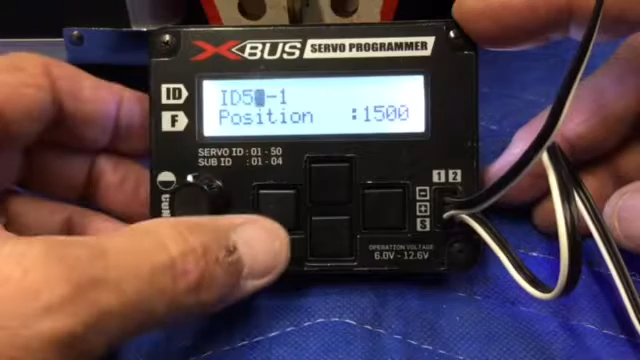 XBUS SERVO PROGRAMMER
ID
ID5 -1
F
Position :1500
SERVO ID : 01 - 50
SUB ID : 01 - 04
1 2
-
+
S
OPERATION VOLTAGE
6.0V - 12.6V